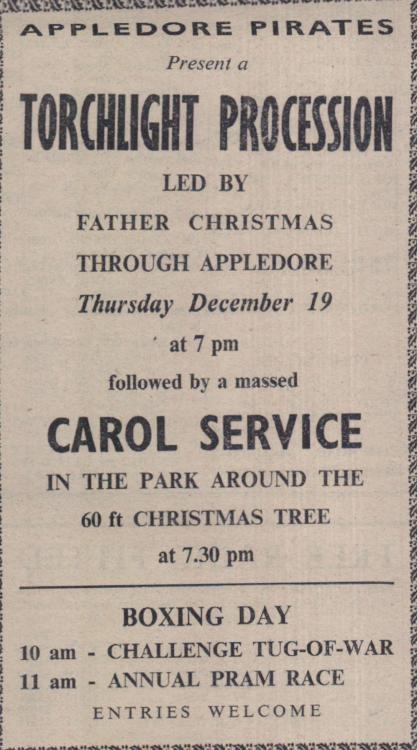 APPLEDORE PIRATES
Present a
TORCHLIGHT PROCESSION
LED BY
FATHER CHRISTMAS
THROUGH APPLEDORE
Thursday December 19
at 7 pm
followed by a massed
CAROL SERVICE
IN THE PARK AROUND THE
60 ft CHRISTMAS TREE
at 7.30 pm
BOXING DAY
10 am - CHALLENGE TUG-OF-WAR
11 am - ANNUAL PRAM RACE
ENTRIES WELCOME